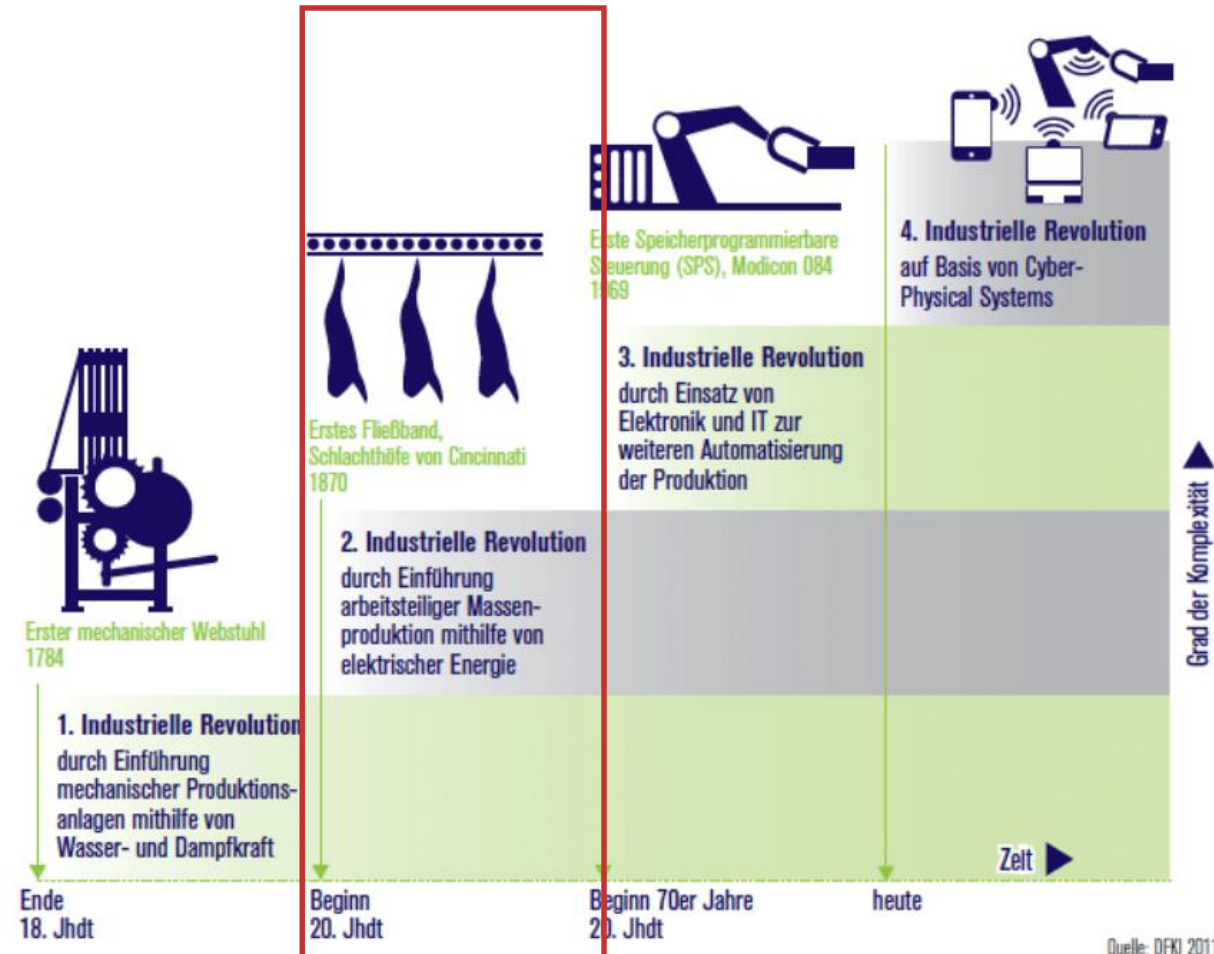 Erster mechanischer Webstuhl
1784
1. Industrielle Revolution
durch Einführung
mechanischer Produktions-
anlagen mithilfe von
Wasser- und Dampfkraft
Ende
18. Jhdt
Erstes Fließband,
Schlachthöfe von Cincinnati
1870
2. Industrielle Revolution
durch Einführung
arbeitsteiliger Massen-
produktion mithilfe von
elektrischer Energie
Beginn
20. Jhdt
Erste Speicherprogrammierbare
Steuerung (SPS), Modicon 084
1969
3. Industrielle Revolution
durch Einsatz von
Elektronik und IT zur
weiteren Automatisierung
der Produktion
Beginn 70er Jahre
20. Jhdt
4. Industrielle Revolution
auf Basis von Cyber-
Physical Systems
heute
Zeit
Grad der Komplexität
Quelle: DFKI 2011